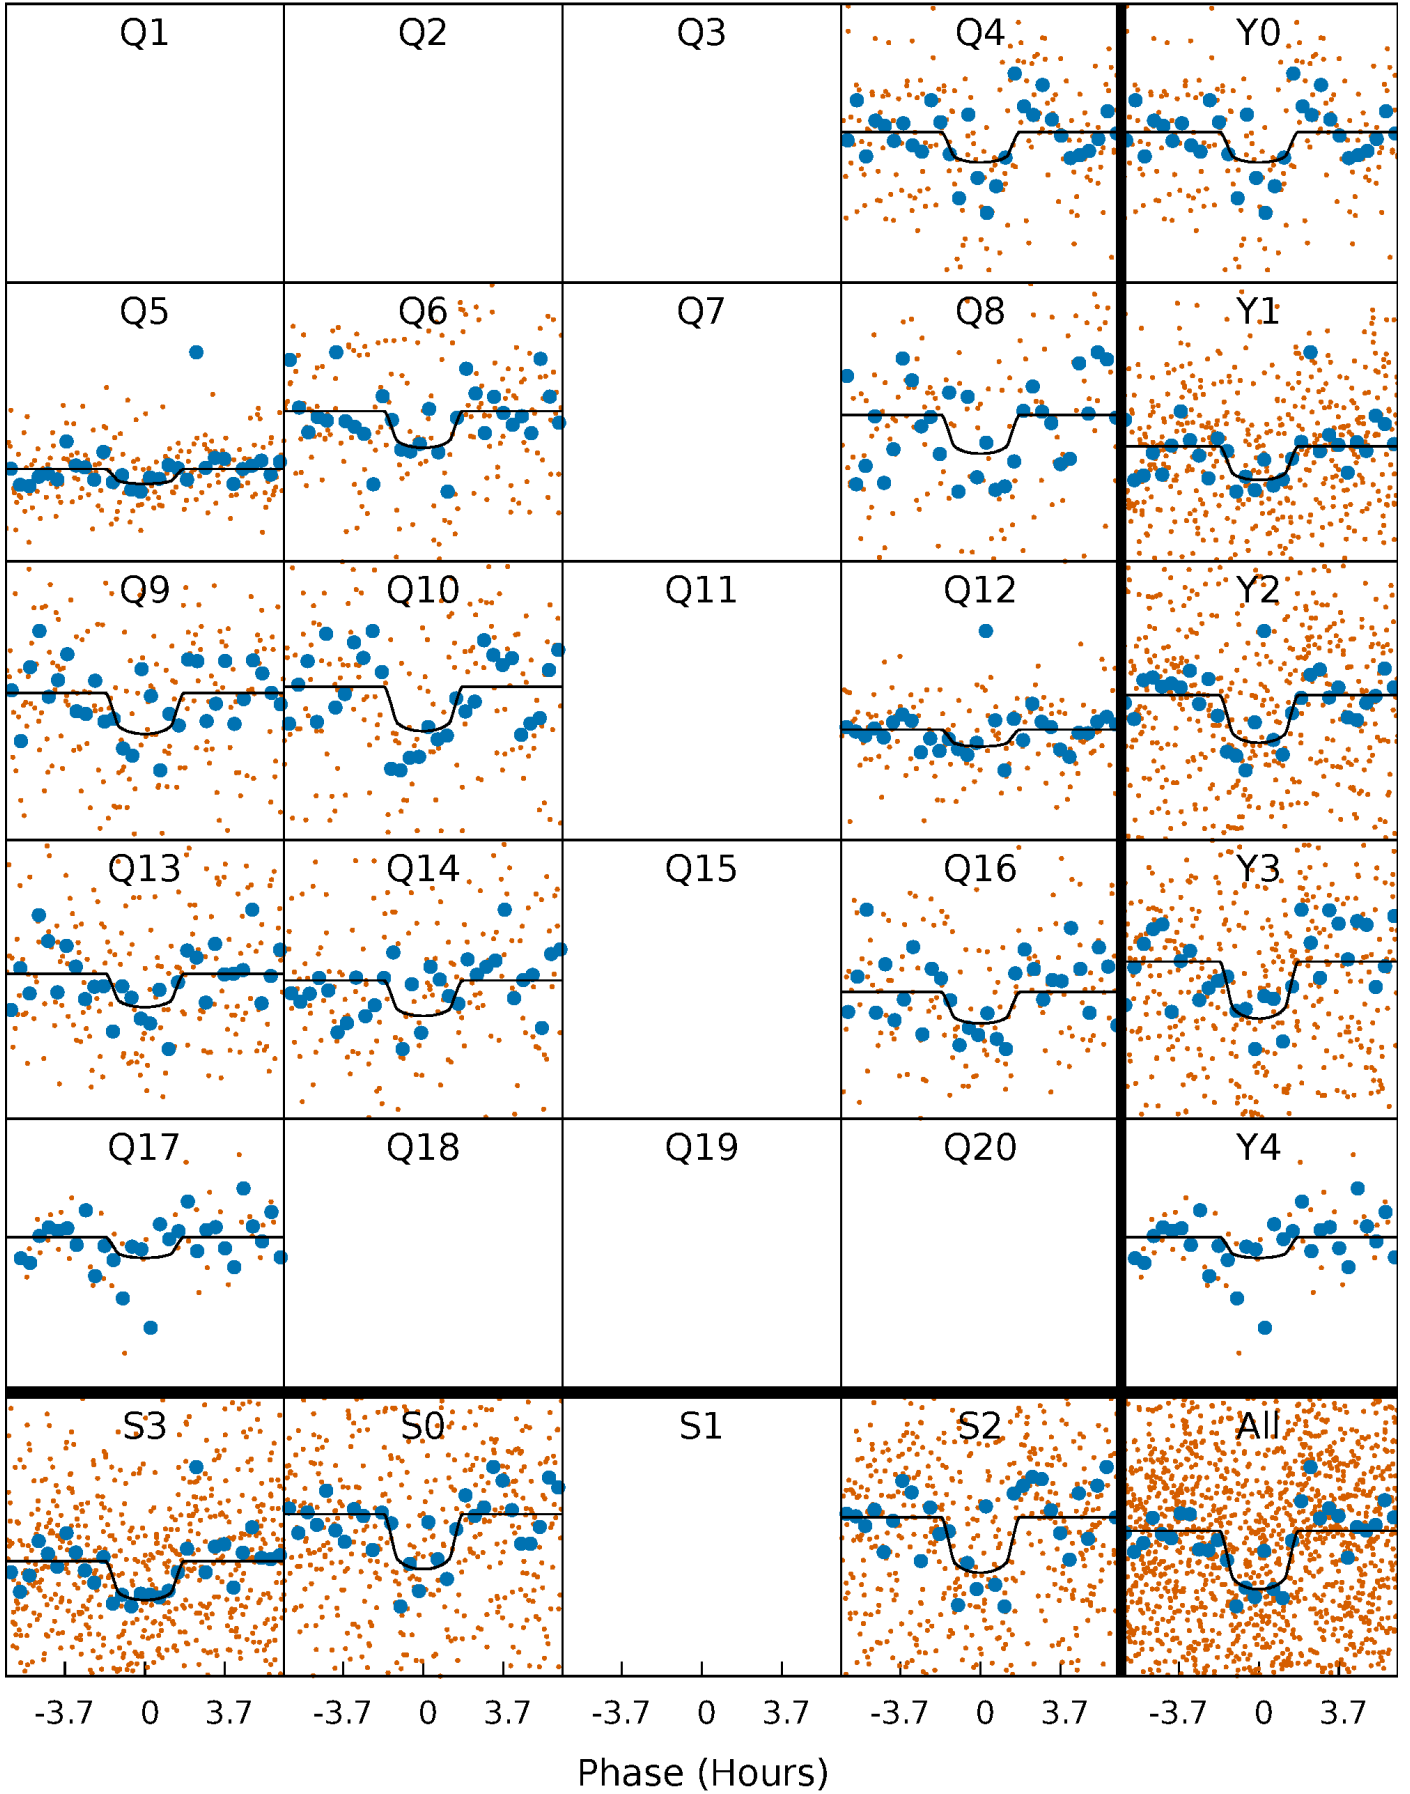 Q1 Q2 Q3 Q4 Y0
Q5 Q6 Q7 Q8 Y1
Q9 Q10 Q11 Q12 Y2
Q13 Q14 Q15 Q16 Y3
Q17 Q18 Q19 Q20 Y4
S3 S0 S1 S2 All
-3.7 0 3.7 -3.7 0 3.7 -3.7 0 3.7 -3.7 0 3.7 -3.7 0 3.7
Phase (Hours)